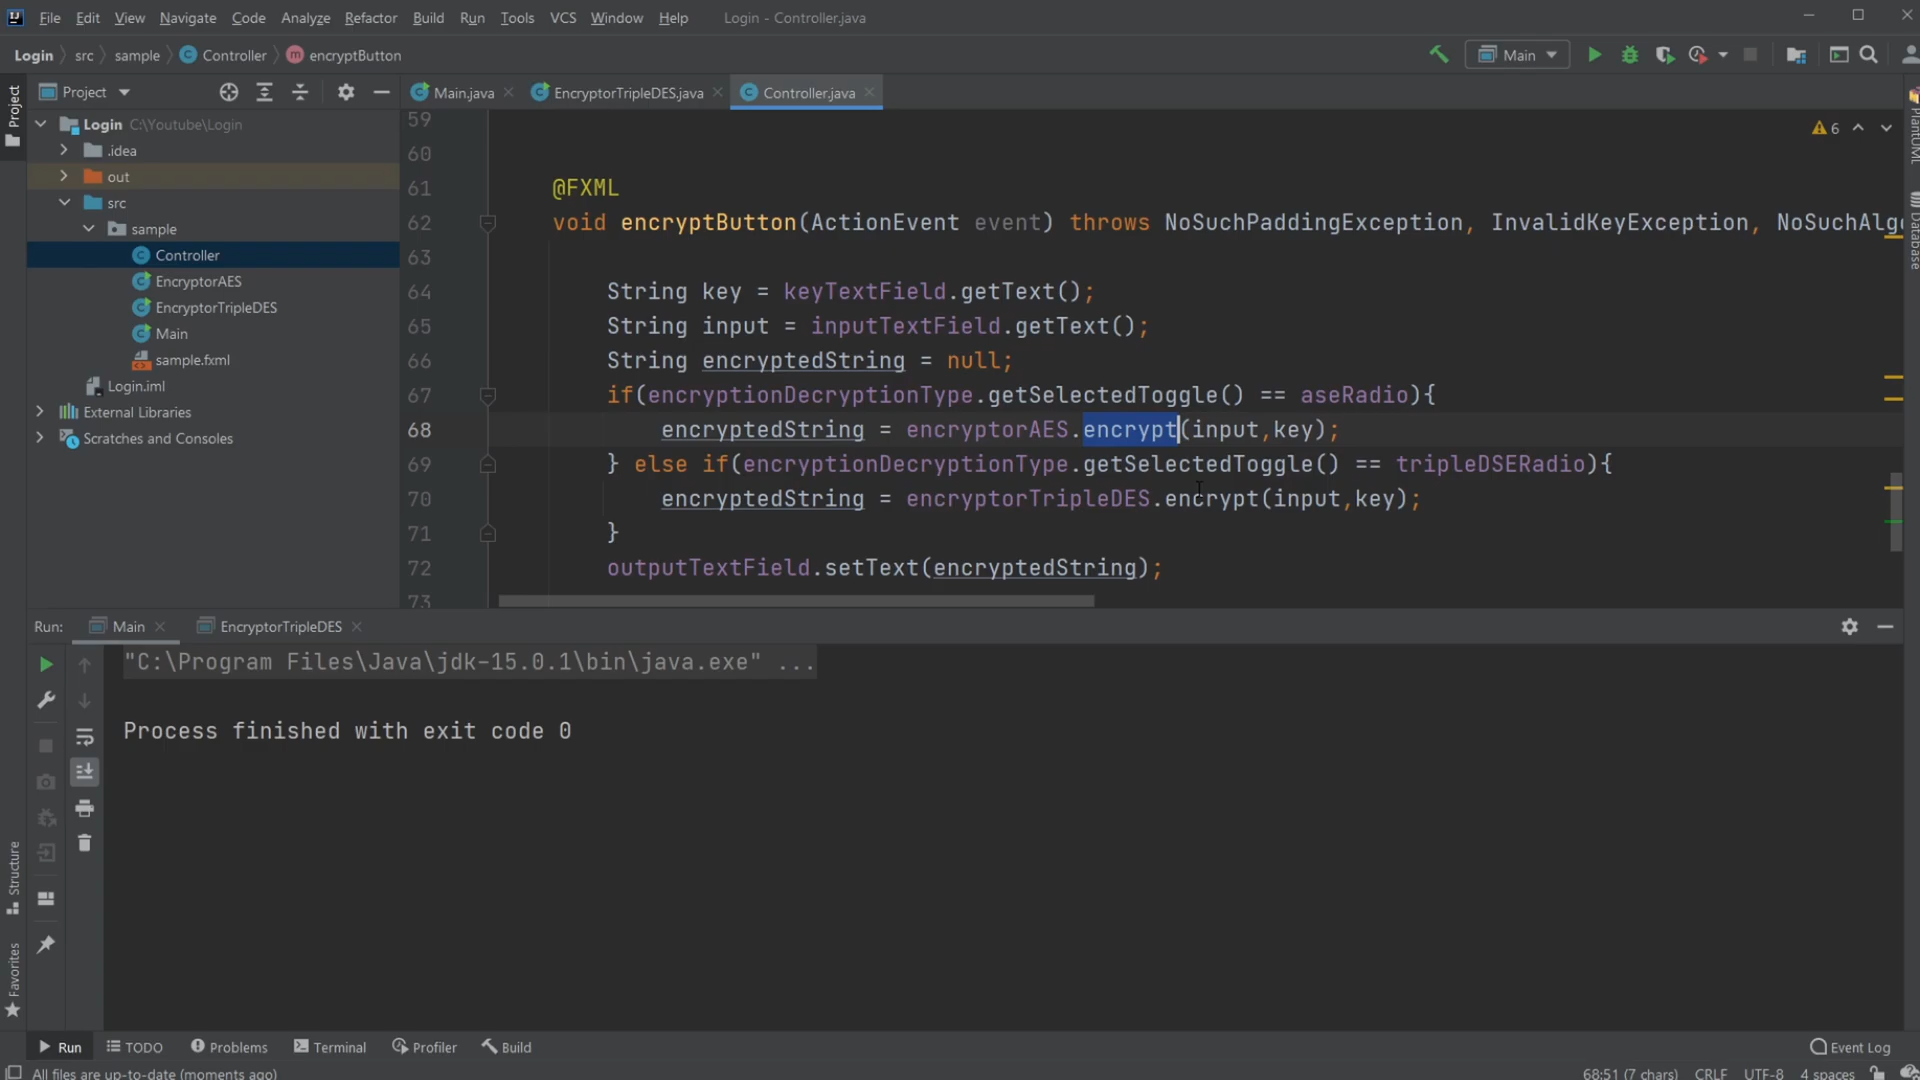 File Edit View Navigate Code Analyze Refactor Build Run Tools VCS Window Help Login - Controller.java
Login src sample Controller encryptButton Main
Project Main.java EncryptorTripleDES.java Controller.java
Project
Login C:\Youtube\Login
.idea
out
src
sample
Controller
EncryptorAES
EncryptorTripleDES
Main
sample.fxml
Login.iml
External Libraries
Scratches and Consoles
6
PlantUML
Database
59
60
61 @FXML
62 void encryptButton(ActionEvent event) throws NoSuchPaddingException, InvalidKeyException, NoSuchAlgo
63
64 String key = keyTextField.getText();
65 String input = inputTextField.getText();
66 String encryptedString = null;
67 if(encryptionDecryptionType.getSelectedToggle() == aseRadio){
68 encryptedString = encryptorAES.encrypt(input,key);
69 } else if(encryptionDecryptionType.getSelectedToggle() == tripleDSERadio){
70 encryptedString = encryptorTripleDES.encrypt(input,key);
71 }
72 outputTextField.setText(encryptedString);
73
Run: Main EncryptorTripleDES
"C:\Program Files\Java\jdk-15.0.1\bin\java.exe" ...
Process finished with exit code 0
Structure
Favorites
Run TODO Problems Terminal Profiler Build Event Log
All files are up-to-date (moments ago) 68:51 (7 chars) CRLF UTF-8 4 spaces